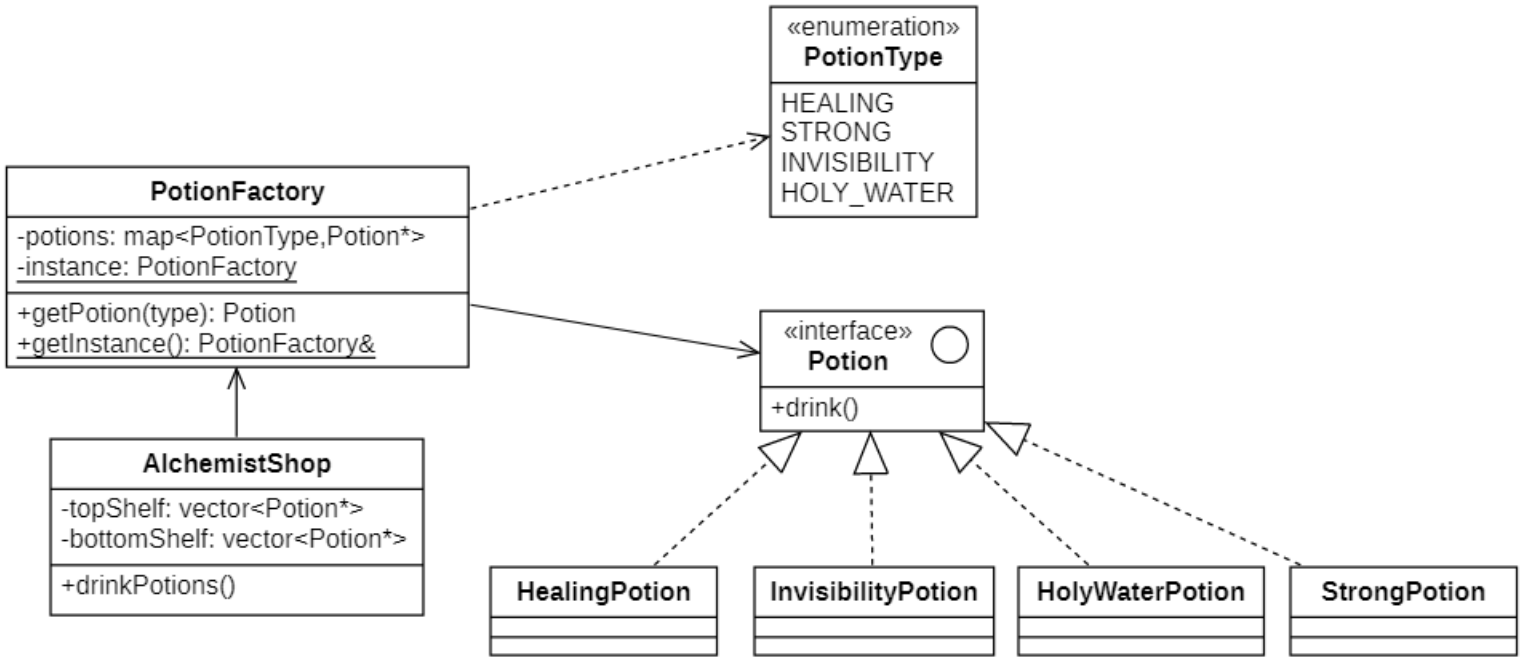 «enumeration»
PotionType
HEALING
STRONG
INVISIBILITY
HOLY_WATER
PotionFactory
-potions: map<PotionType,Potion*>
-instance: PotionFactory
+getPotion(type): Potion
+getInstance(): PotionFactory&
«interface»
Potion
+drink()
AlchemistShop
-topShelf: vector<Potion*>
-bottomShelf: vector<Potion*>
+drinkPotions()
HealingPotion
InvisibilityPotion
HolyWaterPotion
StrongPotion